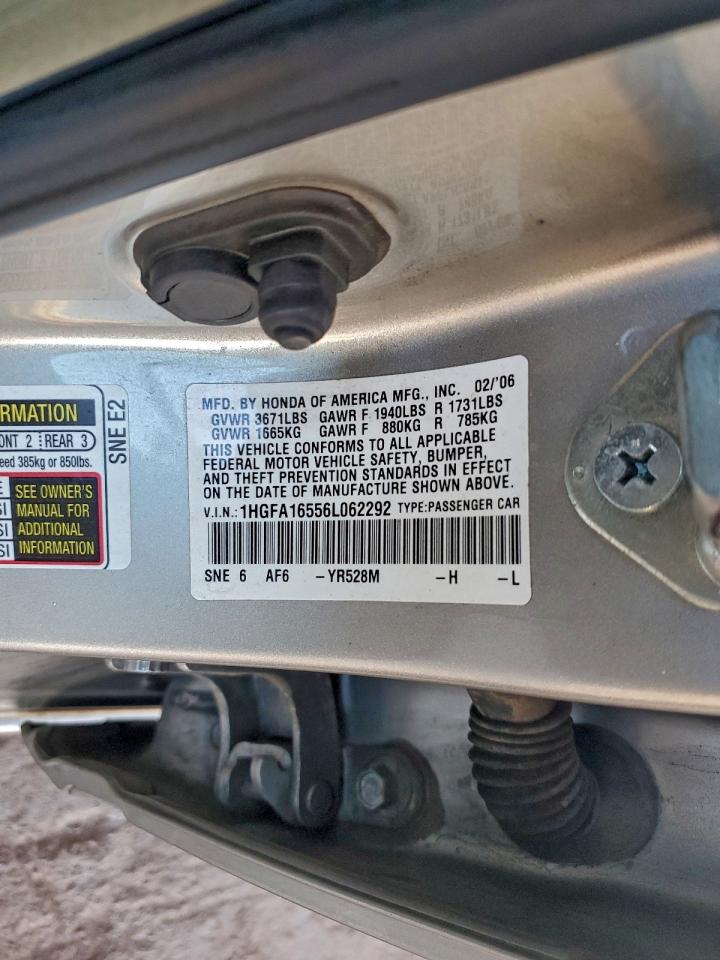 RMATION
ONT 2 REAR 3
eed 385kg or 850lbs.
E
SI
SI
SI
SEE OWNER'S
MANUAL FOR
ADDITIONAL
INFORMATION
SNE E2
MFD. BY HONDA OF AMERICA MFG., INC. 02/'06
GVWR 3671LBS GAWR F 1940LBS R 1731LBS
GVWR 1665KG GAWR F 880KG R 785KG
THIS VEHICLE CONFORMS TO ALL APPLICABLE
FEDERAL MOTOR VEHICLE SAFETY, BUMPER,
AND THEFT PREVENTION STANDARDS IN EFFECT
ON THE DATE OF MANUFACTURE SHOWN ABOVE.
V.I.N.: 1HGFA16556L062292 TYPE:PASSENGER CAR
SNE 6 AF6 -YR528M -H -L